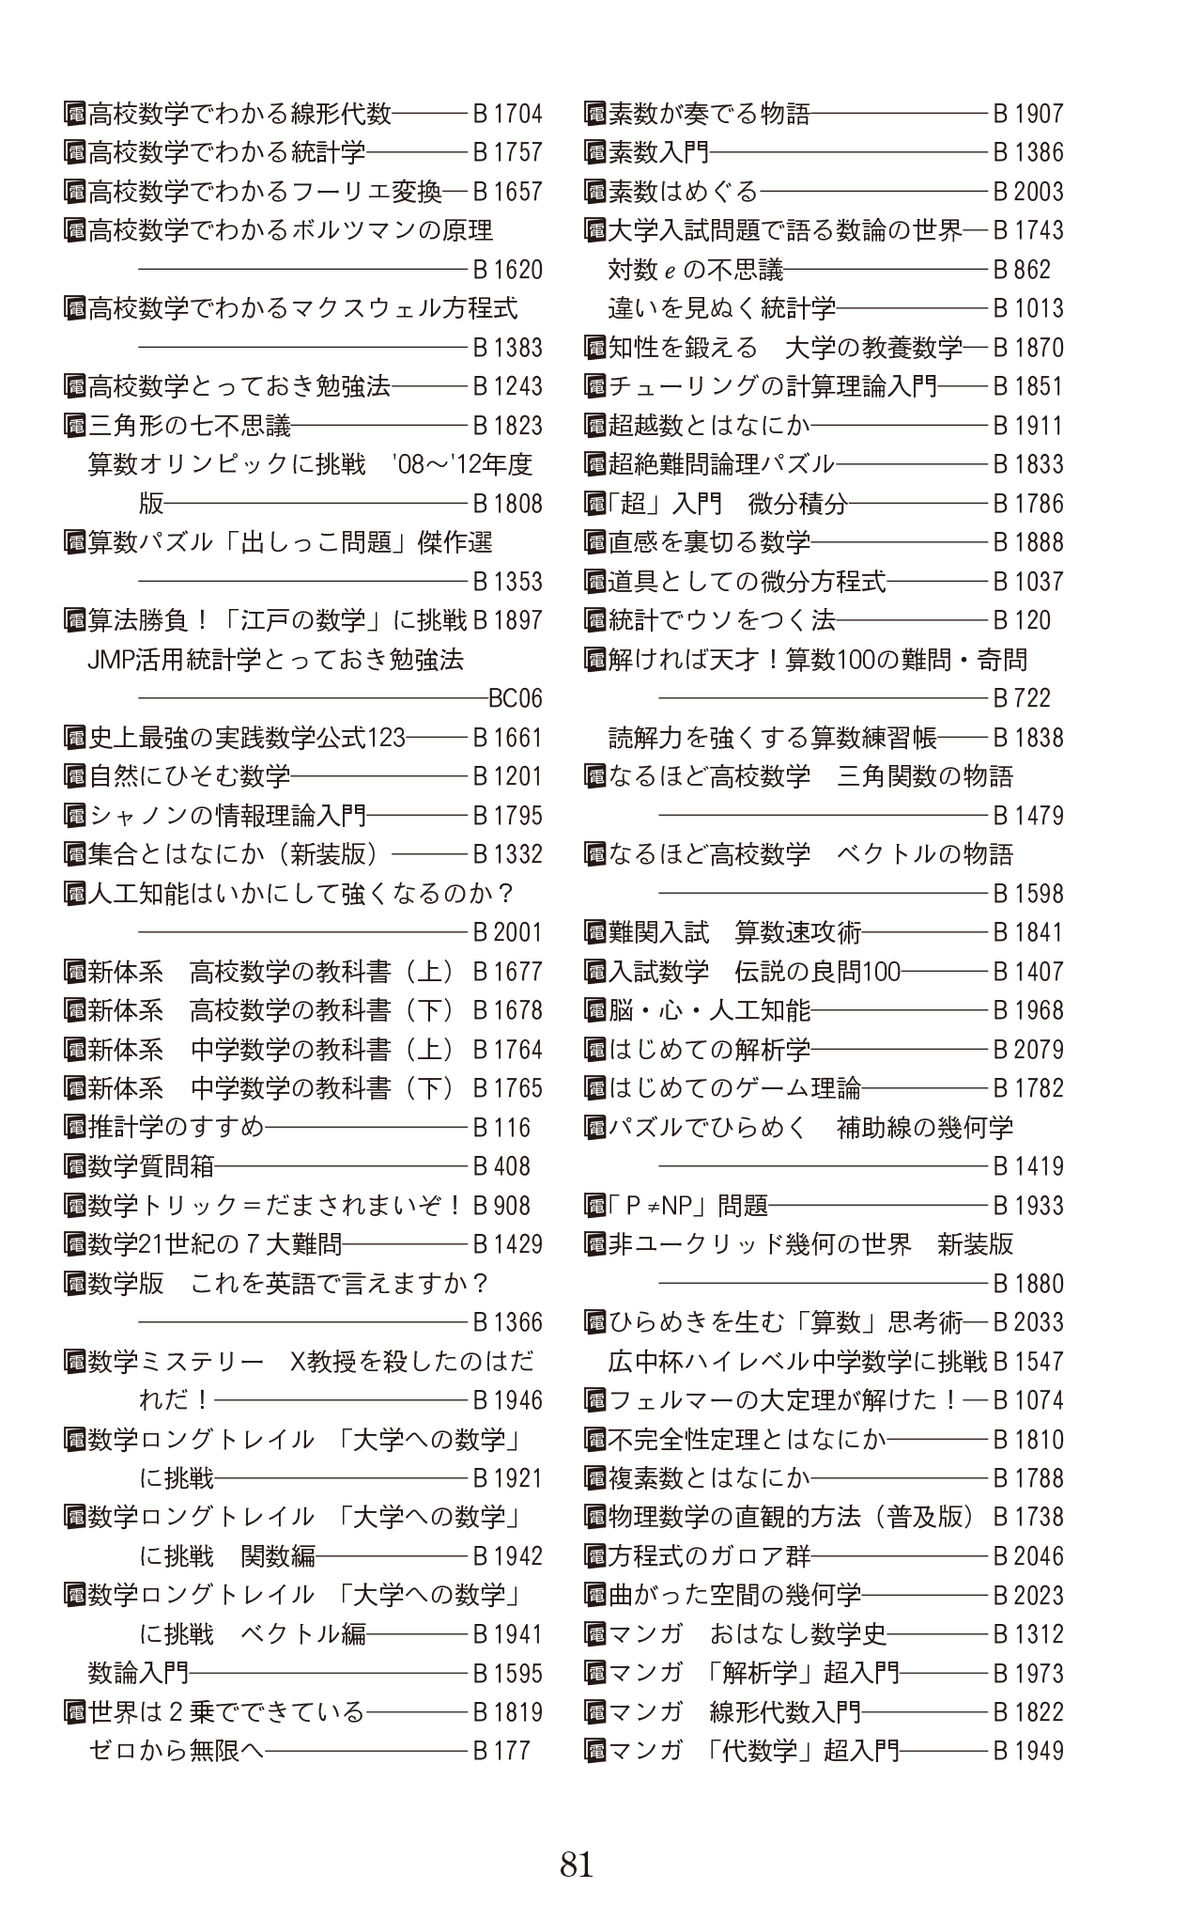 電高校数学でわかる線形代数―――B 1704
電高校数学でわかる統計学――――B 1757
電高校数学でわかるフーリエ変換―B 1657
電高校数学でわかるボルツマンの原理
―――――――――――――B 1620
電高校数学でわかるマクスウェル方程式
―――――――――――――B 1383
電高校数学とっておき勉強法―――B 1243
電三角形の七不思議―――――――B 1823
算数オリンピックに挑戦　'08～'12年度
版――――――――――――B 1808
電算数パズル「出しっこ問題」傑作選
―――――――――――――B 1353
電算法勝負！「江戸の数学」に挑戦 B 1897
JMP活用統計学とっておき勉強法
――――――――――――――BC06
電史上最強の実践数学公式123――B 1661
電自然にひそむ数学―――――――B 1201
電シャノンの情報理論入門――――B 1795
電集合とはなにか（新装版）―――B 1332
電人工知能はいかにして強くなるのか？
―――――――――――――B 2001
電新体系　高校数学の教科書（上） B 1677
電新体系　高校数学の教科書（下） B 1678
電新体系　中学数学の教科書（上） B 1764
電新体系　中学数学の教科書（下） B 1765
電推計学のすすめ――――――――B 116
電数学質問箱――――――――――B 408
電数学トリック＝だまされまいぞ！ B 908
電数学21世紀の７大難問―――――B 1429
電数学版　これを英語で言えますか？
―――――――――――――B 1366
電数学ミステリー　X教授を殺したのはだ
れだ！――――――――――B 1946
電数学ロングトレイル　「大学への数学」
に挑戦――――――――――B 1921
電数学ロングトレイル　「大学への数学」
に挑戦　関数編――――――B 1942
電数学ロングトレイル　「大学への数学」
に挑戦　ベクトル編――――B 1941
数論入門―――――――――――B 1595
電世界は２乗でできている――――B 1819
ゼロから無限へ――――――――B 177
電素数が奏でる物語―――――――B 1907
電素数入門―――――――――――B 1386
電素数はめぐる―――――――――B 2003
電大学入試問題で語る数論の世界―B 1743
対数 e の不思議――――――――B 862
違いを見ぬく統計学――――――B 1013
電知性を鍛える　大学の教養数学―B 1870
電チューリングの計算理論入門――B 1851
電超越数とはなにか―――――――B 1911
電超絶難問論理パズル――――――B 1833
電「超」入門　微分積分―――――B 1786
電直感を裏切る数学―――――――B 1888
電道具としての微分方程式――――B 1037
電統計でウソをつく法――――――B 120
電解ければ天才！算数100の難問・奇問
―――――――――――――B 722
読解力を強くする算数練習帳――B 1838
電なるほど高校数学　三角関数の物語
―――――――――――――B 1479
電なるほど高校数学　ベクトルの物語
―――――――――――――B 1598
電難関入試　算数速攻術―――――B 1841
電入試数学　伝説の良問100―――B 1407
電脳・心・人工知能―――――――B 1968
電はじめての解析学―――――――B 2079
電はじめてのゲーム理論―――――B 1782
電パズルでひらめく　補助線の幾何学
―――――――――――――B 1419
電「Ｐ≠NP」問題――――――――B 1933
電非ユークリッド幾何の世界　新装版
―――――――――――――B 1880
電ひらめきを生む「算数」思考術―B 2033
広中杯ハイレベル中学数学に挑戦 B 1547
電フェルマーの大定理が解けた！―B 1074
電不完全性定理とはなにか――――B 1810
電複素数とはなにか―――――――B 1788
電物理数学の直観的方法（普及版） B 1738
電方程式のガロア群―――――――B 2046
電曲がった空間の幾何学―――――B 2023
電マンガ　おはなし数学史――――B 1312
電マンガ　「解析学」超入門―――B 1973
電マンガ　線形代数入門―――――B 1822
電マンガ　「代数学」超入門―――B 1949
81